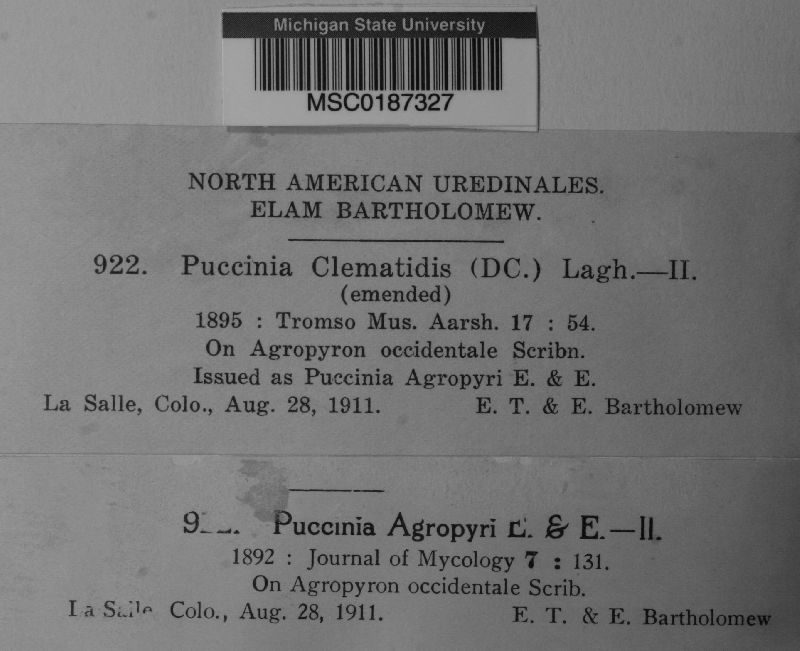 Michigan State University
MSC0187327
NORTH AMERICAN UREDINALES.
ELAM BARTHOLOMEW.
922. Puccinia Clematidis (DC.) Lagh.—II.
(emended)
1895 : Tromso Mus. Aarsh. 17 : 54.
On Agropyron occidentale Scribn.
Issued as Puccinia Agropyri E. & E.
La Salle, Colo., Aug. 28, 1911. E. T. & E. Bartholomew
Puccinia Agropyri E. & E.—II.
1892 : Journal of Mycology 7 : 131.
On Agropyron occidentale Scrib.
La Salle Colo., Aug. 28, 1911. E. T. & E. Bartholomew